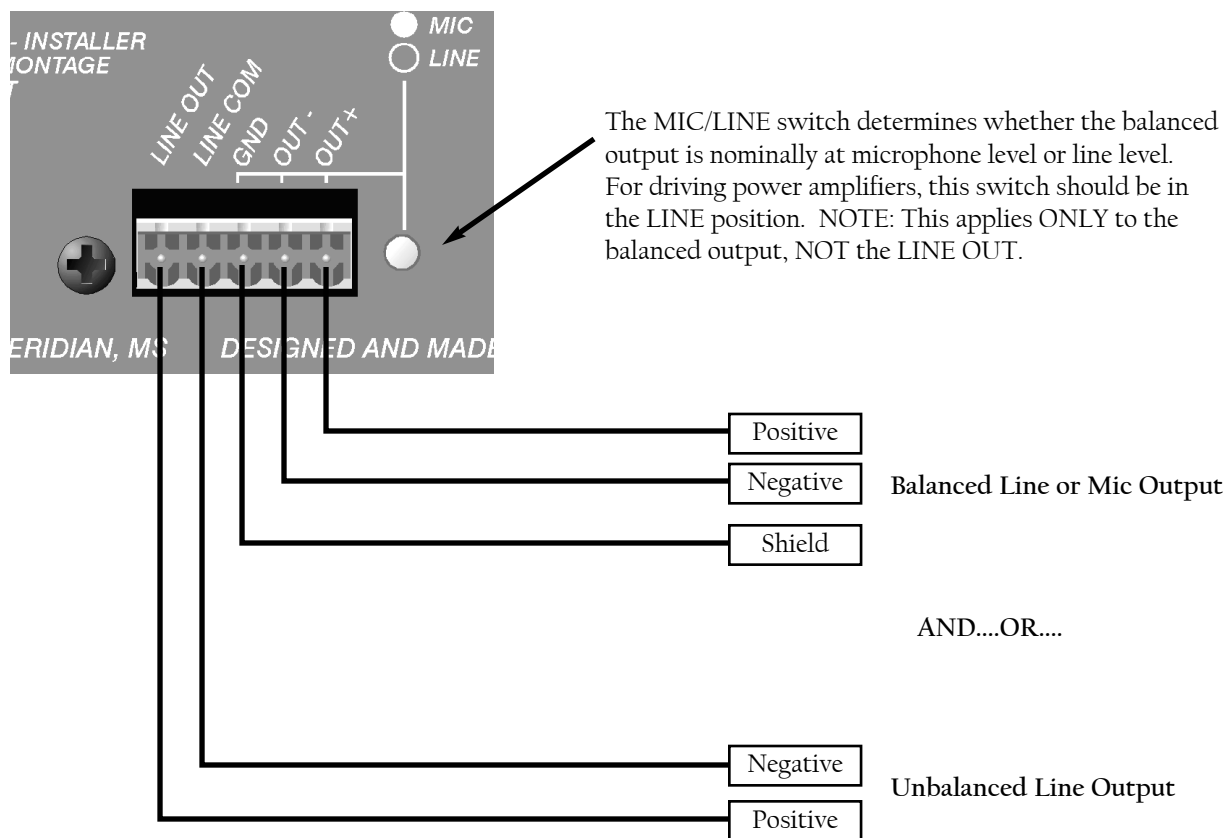 MIC
LINE
- INSTALLER
MONTAGE
LINE OUT
LINE COM
GND
OUT -
OUT+
The MIC/LINE switch determines whether the balanced
output is nominally at microphone level or line level.
For driving power amplifiers, this switch should be in
the LINE position. NOTE: This applies ONLY to the
balanced output, NOT the LINE OUT.
ERIDIAN, MS DESIGNED AND MADE
Positive
Negative
Balanced Line or Mic Output
Shield
AND....OR....
Negative
Unbalanced Line Output
Positive